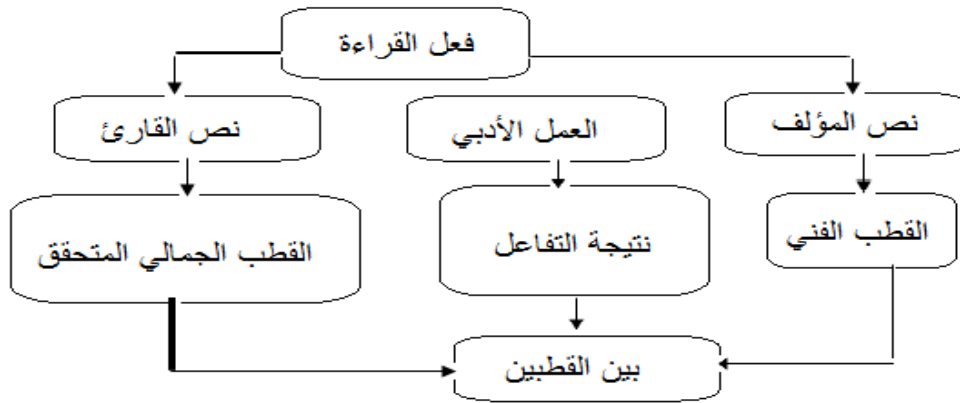 فعل القراءة
نص المؤلف
العمل الأدبي
نص القارئ
القطب الفني
نتيجة التفاعل
القطب الجمالي المتحقق
بين القطبين